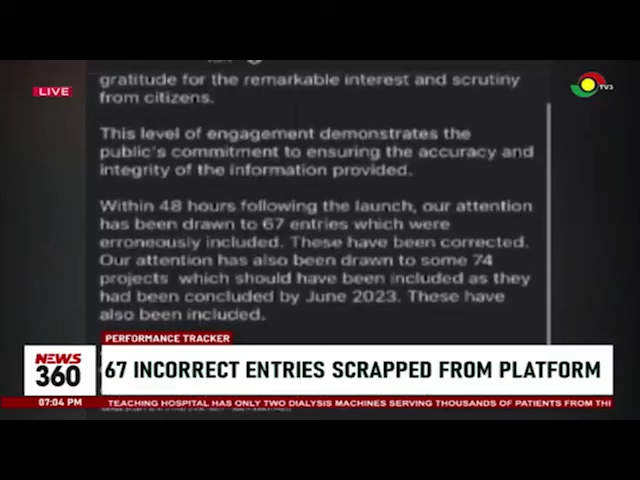 LIVE
TV3
gratitude for the remarkable interest and scrutiny
from citizens.
This level of engagement demonstrates the
public's commitment to ensuring the accuracy and
integrity of the information provided.
Within 48 hours following the launch, our attention
has been drawn to 67 entries which were
erroneously included. These have been corrected.
Our attention has also been drawn to some 74
projects which should have been included as they
had been concluded by June 2023. These have
also been included.
PERFORMANCE TRACKER
NEWS
360
67 INCORRECT ENTRIES SCRAPPED FROM PLATFORM
07:04 PM
TEACHING HOSPITAL HAS ONLY TWO DIALYSIS MACHINES SERVING THOUSANDS OF PATIENTS FROM THI